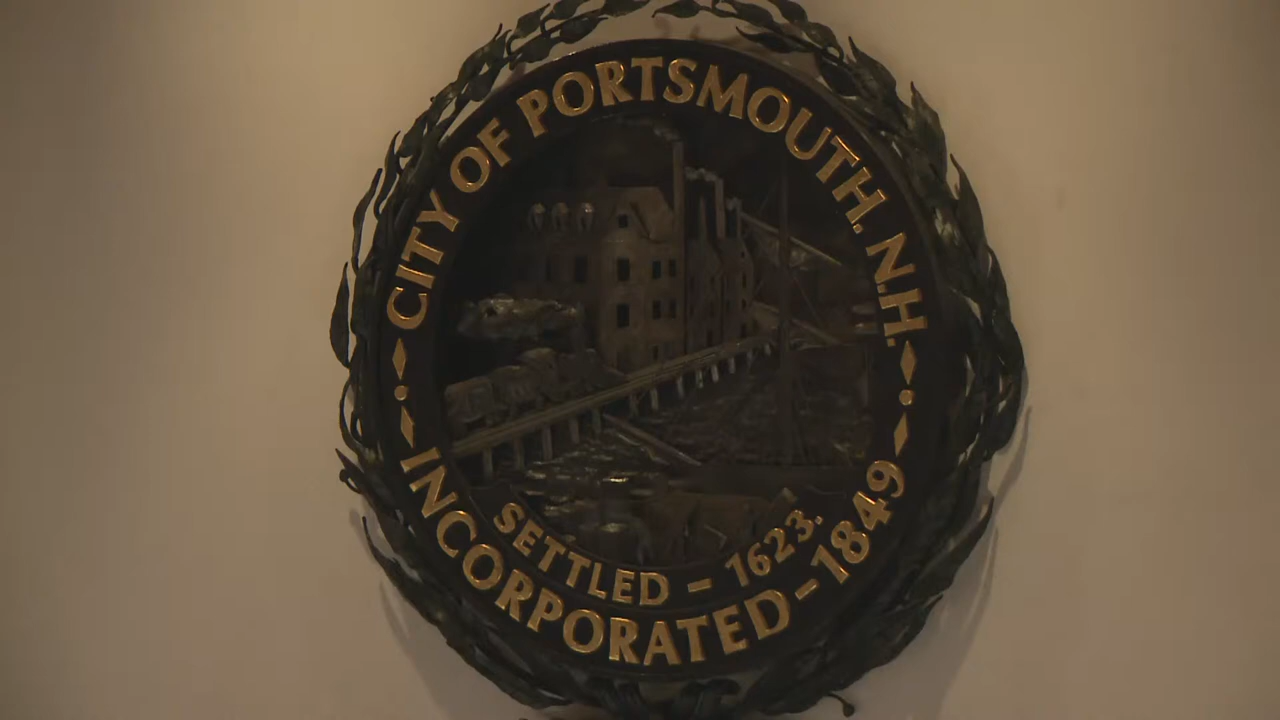 CITY OF PORTSMOUTH. N.H.
SETTLED – 1623.
INCORPORATED – 1849